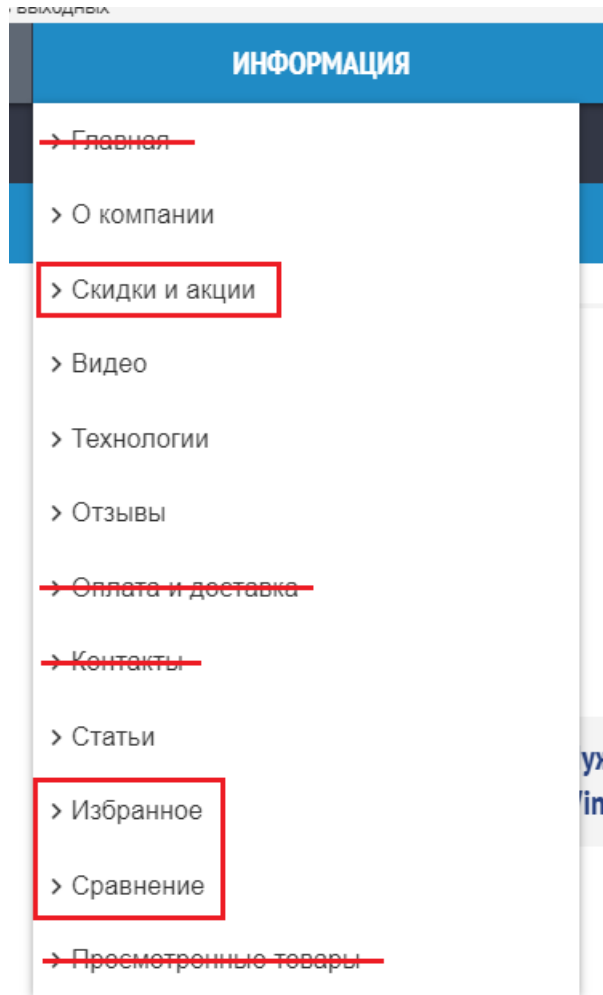 выходных
ИНФОРМАЦИЯ
Главная
О компании
Скидки и акции
Видео
Технологии
Отзывы
Оплата и доставка
Контакты
Статьи
Избранное
Сравнение
Просмотренные товары